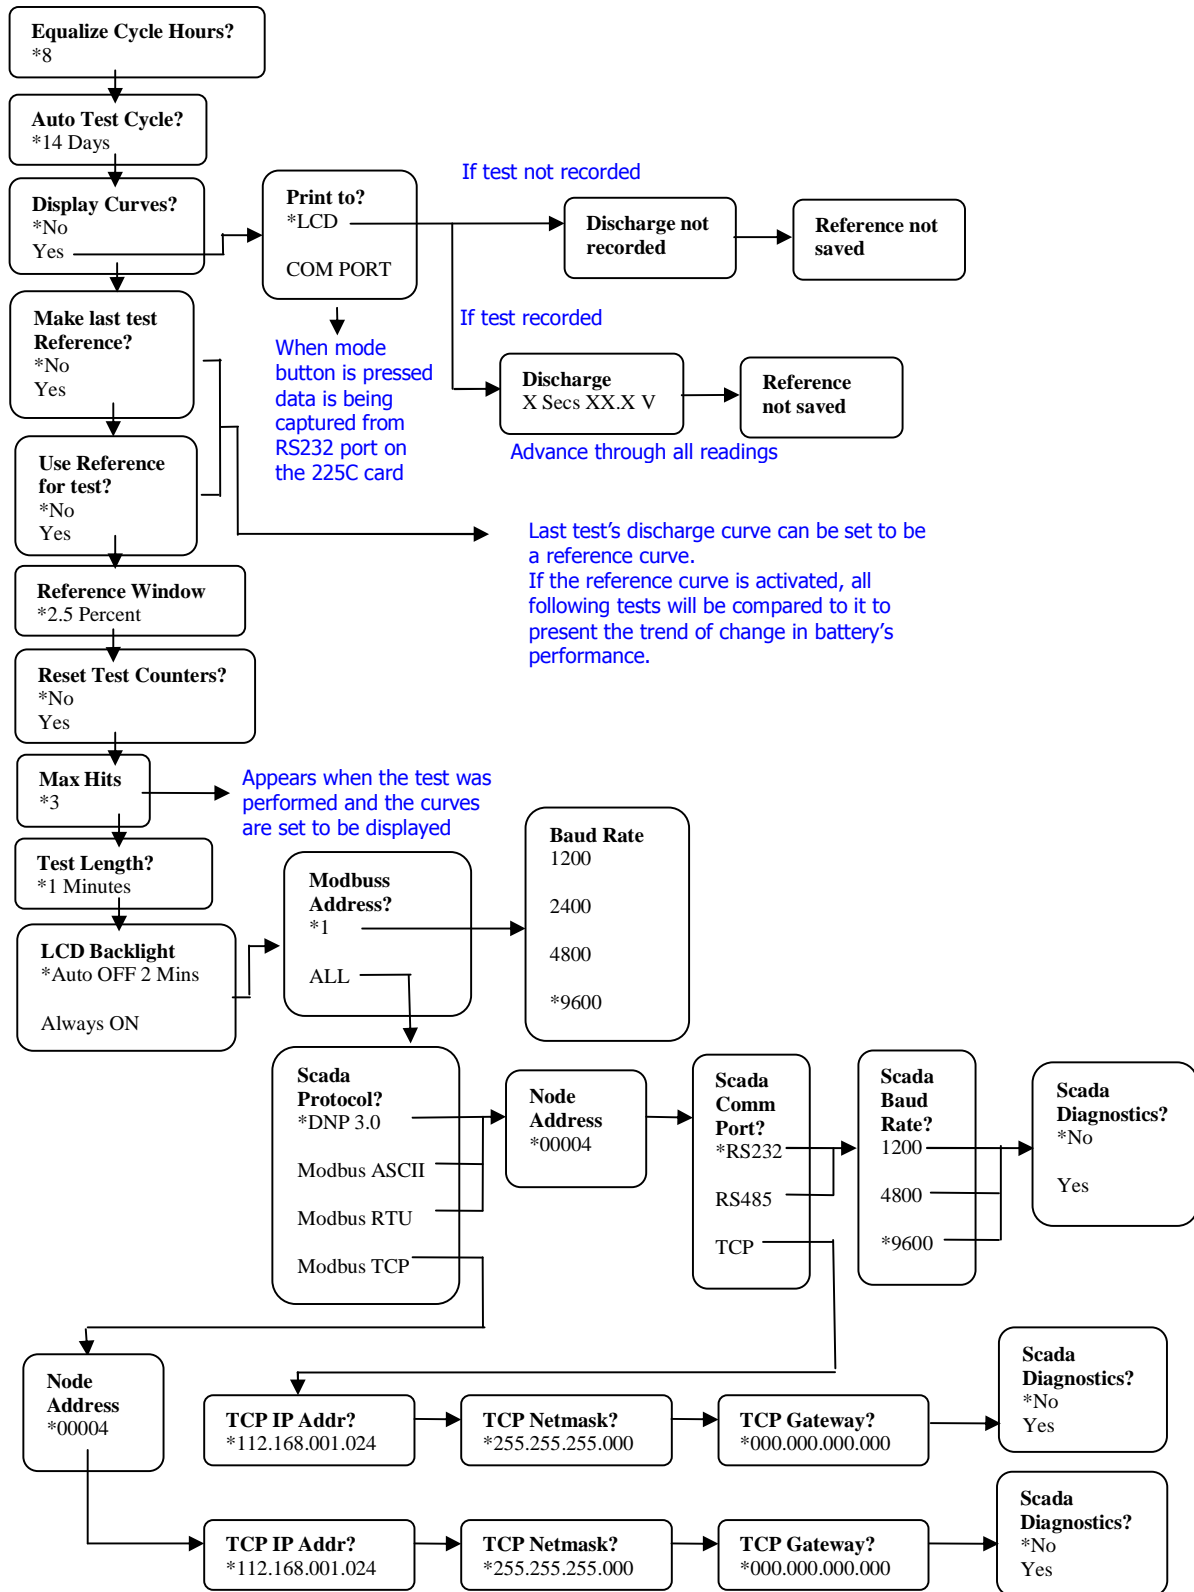 Equalize Cycle Hours?
*8
Auto Test Cycle?
*14 Days
Display Curves?
*No
Yes
Print to?
*LCD
COM PORT
If test not recorded
Discharge not
recorded
Reference not
saved
If test recorded
Discharge
X Secs XX.X V
Reference
not saved
Advance through all readings
When mode
button is pressed
data is being
captured from
RS232 port on
the 225C card
Make last test
Reference?
*No
Yes
Use Reference
for test?
*No
Yes
Last test's discharge curve can be set to be
a reference curve.
If the reference curve is activated, all
following tests will be compared to it to
present the trend of change in battery's
performance.
Reference Window
*2.5 Percent
Reset Test Counters?
*No
Yes
Max Hits
*3
Appears when the test was
performed and the curves
are set to be displayed
Test Length?
*1 Minutes
LCD Backlight
*Auto OFF 2 Mins
Always ON
Modbuss
Address?
*1
ALL
Baud Rate
1200
2400
4800
*9600
Scada
Protocol?
*DNP 3.0
Modbus ASCII
Modbus RTU
Modbus TCP
Node
Address
*00004
Scada
Comm
Port?
*RS232
RS485
TCP
Scada
Baud
Rate?
1200
4800
*9600
Scada
Diagnostics?
*No
Yes
Node
Address
*00004
TCP IP Addr?
*112.168.001.024
TCP Netmask?
*255.255.255.000
TCP Gateway?
*000.000.000.000
Scada
Diagnostics?
*No
Yes
TCP IP Addr?
*112.168.001.024
TCP Netmask?
*255.255.255.000
TCP Gateway?
*000.000.000.000
Scada
Diagnostics?
*No
Yes